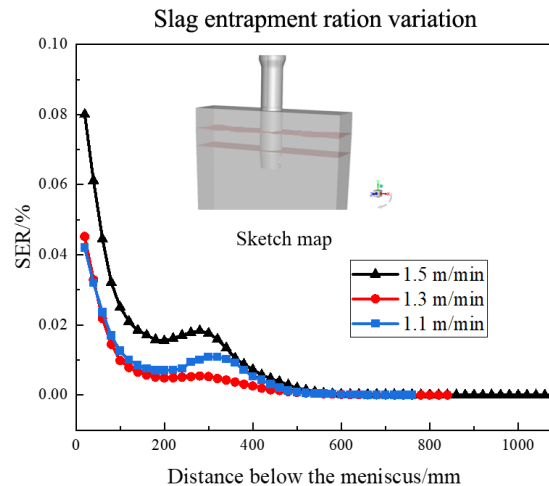 Slag entrapment ration variation
0.10
0.08
0.06
0.04
0.02
0.00
SER/%
Sketch map
1.5 m/min
1.3 m/min
1.1 m/min
0 200 400 600 800 1000
Distance below the meniscus/mm